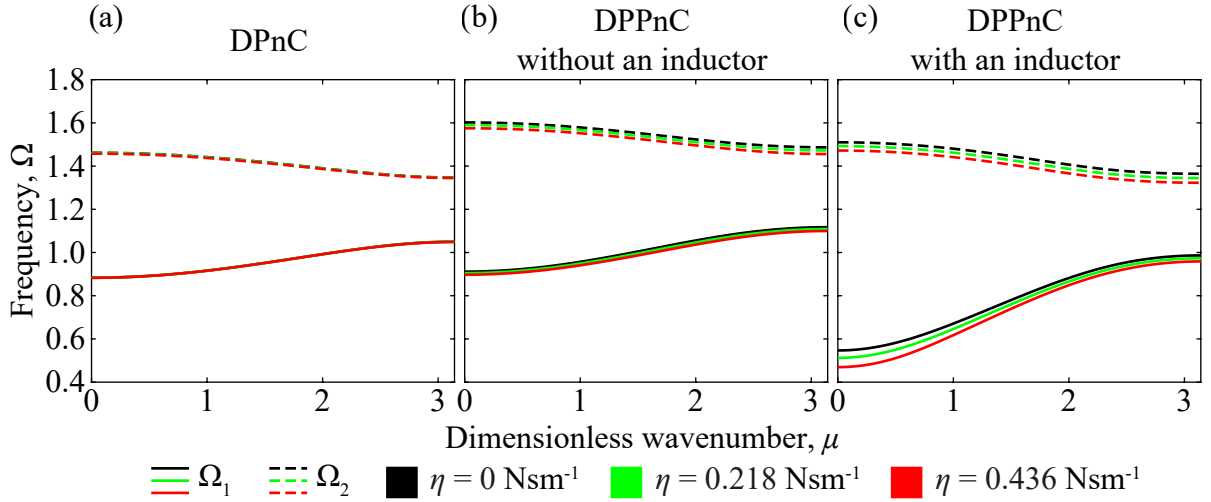 (a)
DPnC
(b)
DPPnC
without an inductor
(c)
DPPnC
with an inductor
Frequency, Ω
1.8
1.6
1.4
1.2
1.0
0.8
0.6
0.4
0 1 2 3
0 1 2 3
0 1 2 3
Dimensionless wavenumber, μ
Ω₁ Ω₂ η = 0 Nsm⁻¹ η = 0.218 Nsm⁻¹ η = 0.436 Nsm⁻¹